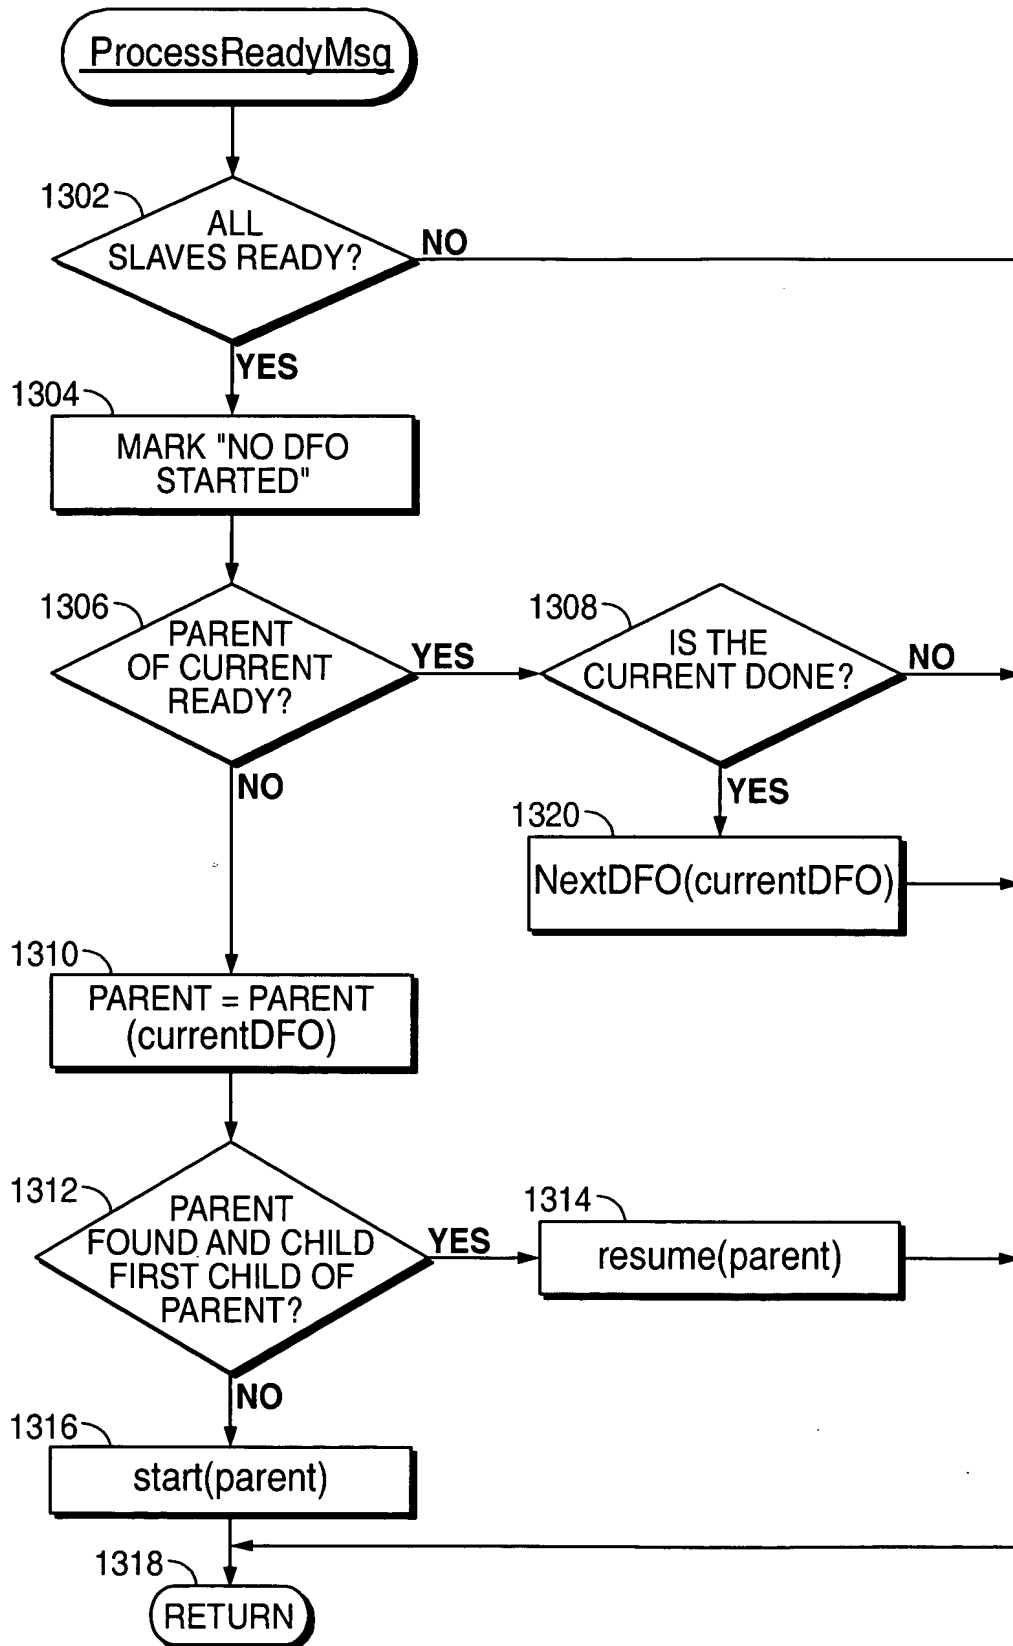 ProcessReadyMsg
1302
ALL
SLAVES READY?
NO
YES
1304
MARK "NO DFO
STARTED"
1306
PARENT
OF CURRENT
READY?
YES
NO
1308
IS THE
CURRENT DONE?
NO
YES
1320
NextDFO(currentDFO)
1310
PARENT = PARENT
(currentDFO)
1312
PARENT
FOUND AND CHILD
FIRST CHILD OF
PARENT?
YES
NO
1314
resume(parent)
1316
start(parent)
1318
RETURN